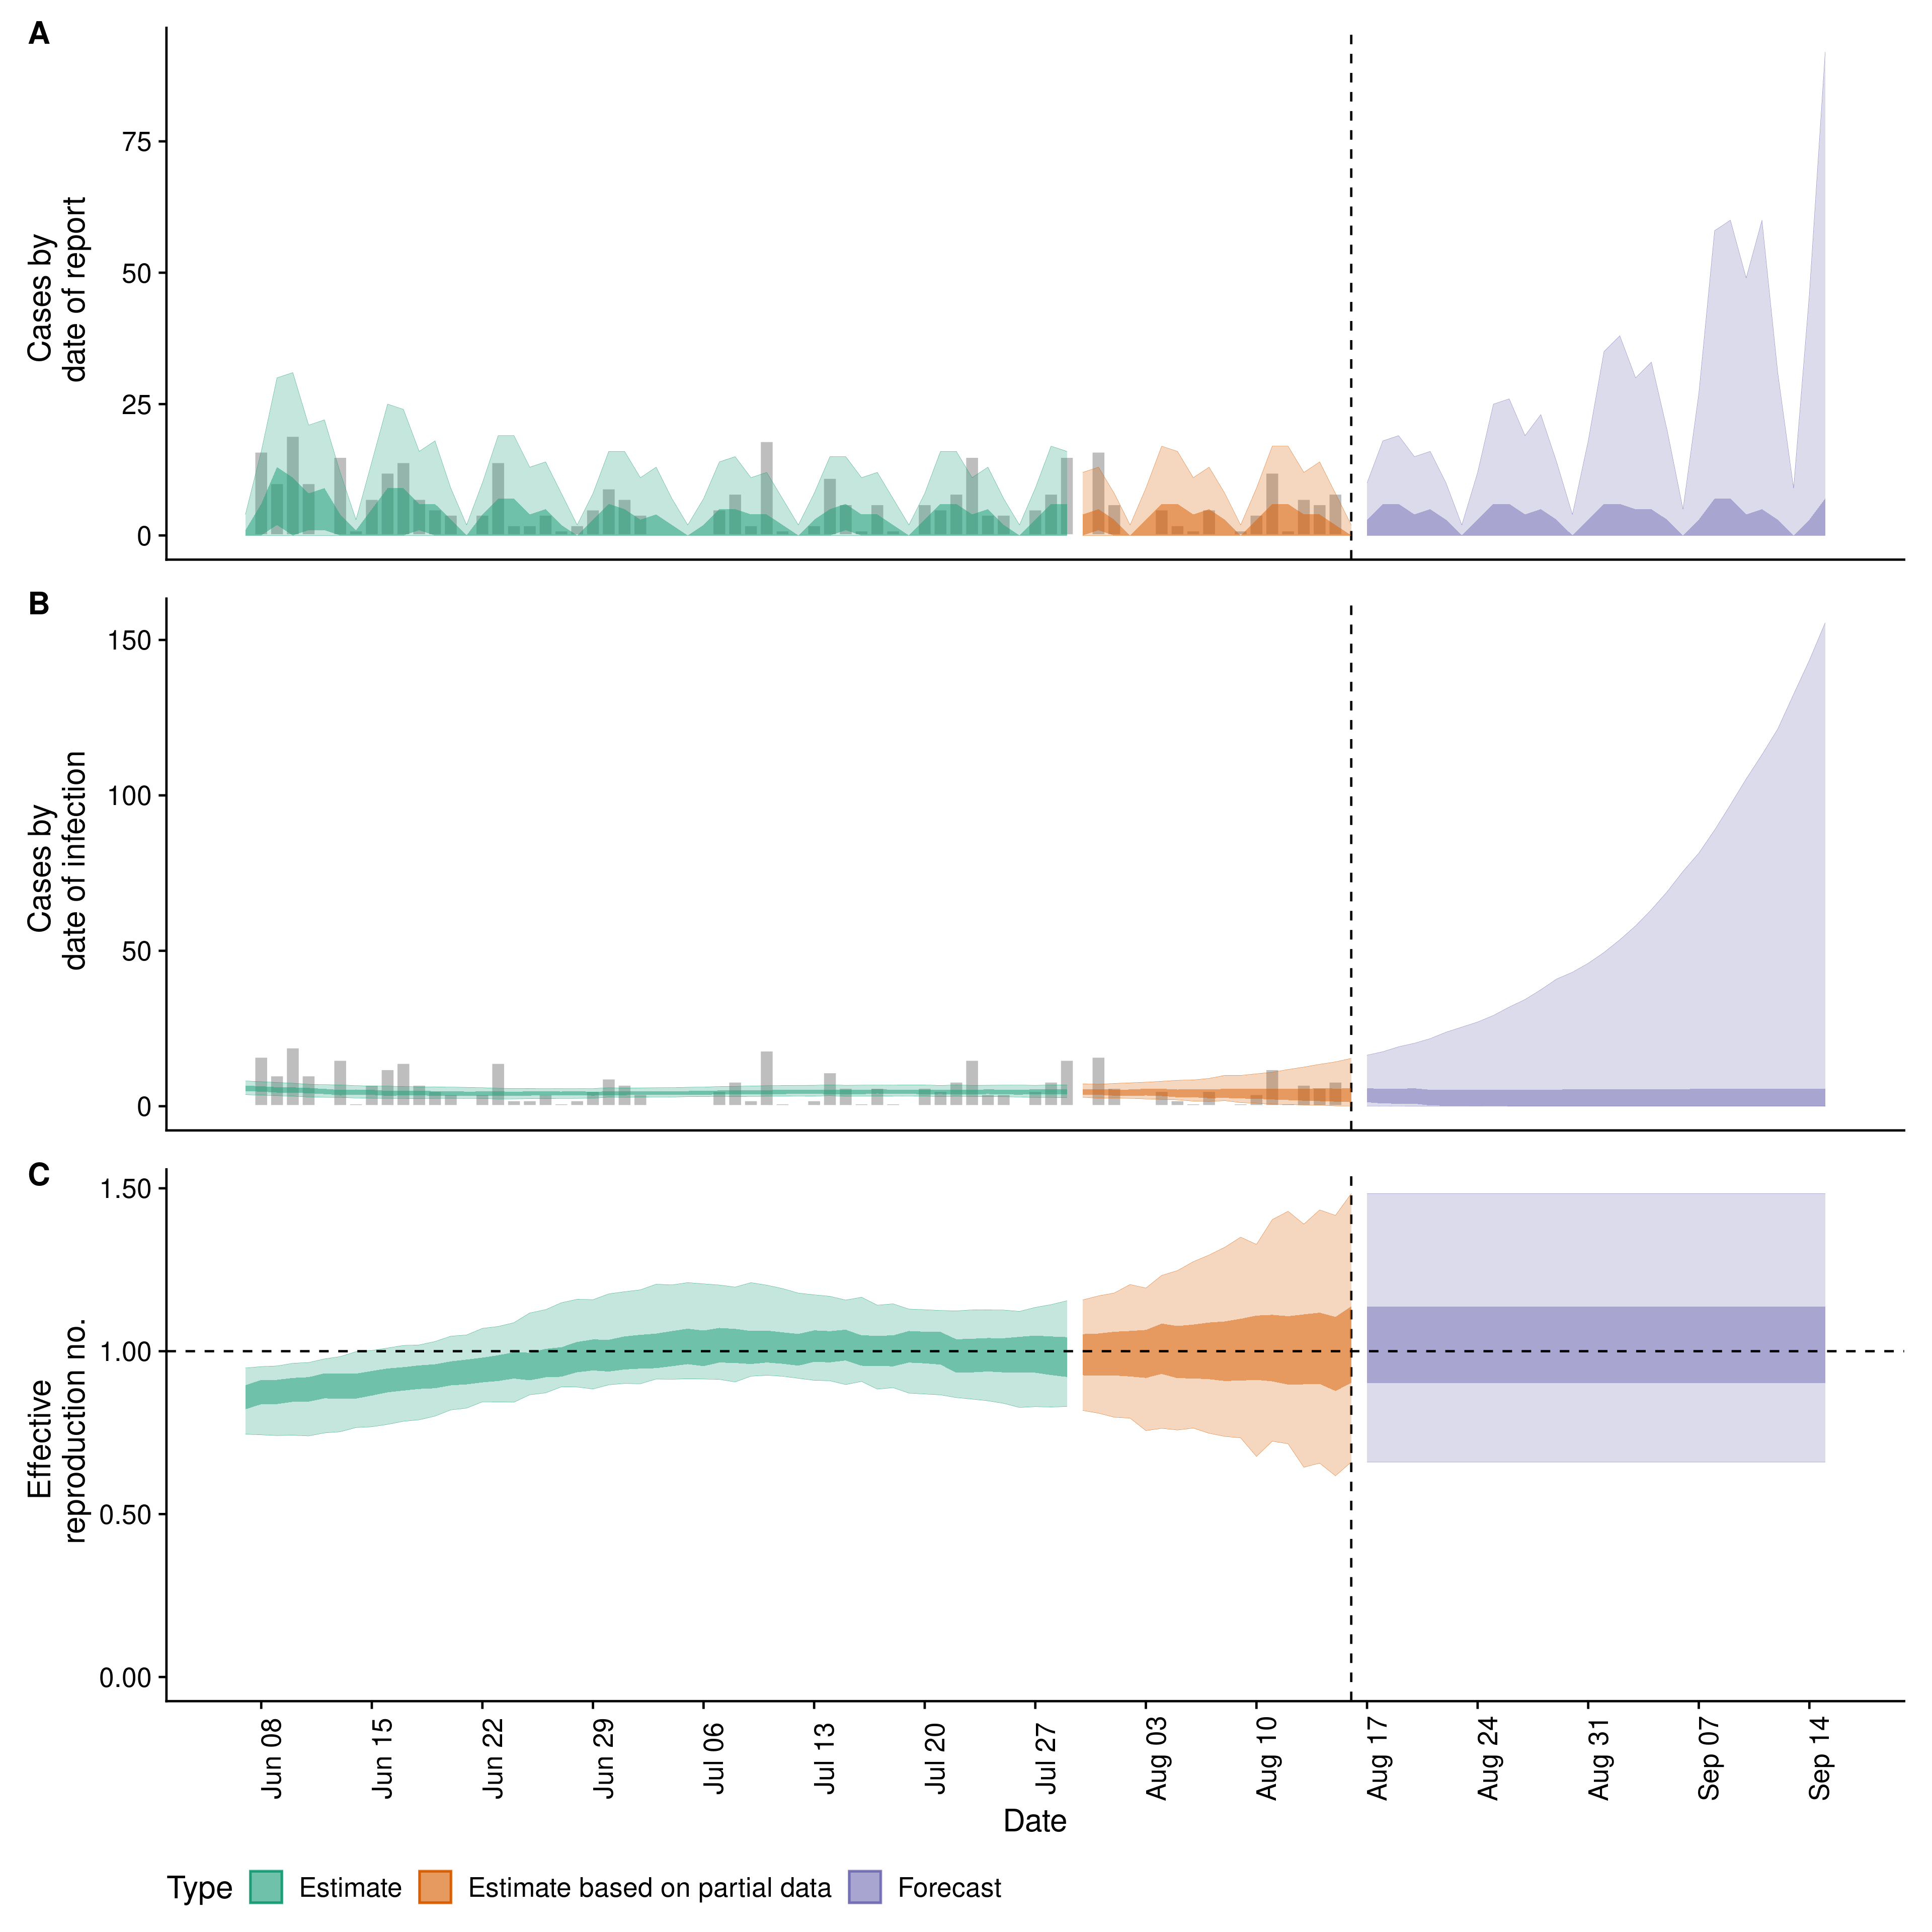 A
Cases by
date of report
75
50
25
0
B
Cases by
date of infection
150
100
50
0
C
Effective
reproduction no.
1.50
1.00
0.50
0.00
Jun 08
Jun 15
Jun 22
Jun 29
Jul 06
Jul 13
Jul 20
Jul 27
Aug 03
Aug 10
Aug 17
Aug 24
Aug 31
Sep 07
Sep 14
Date
Type Estimate Estimate based on partial data Forecast